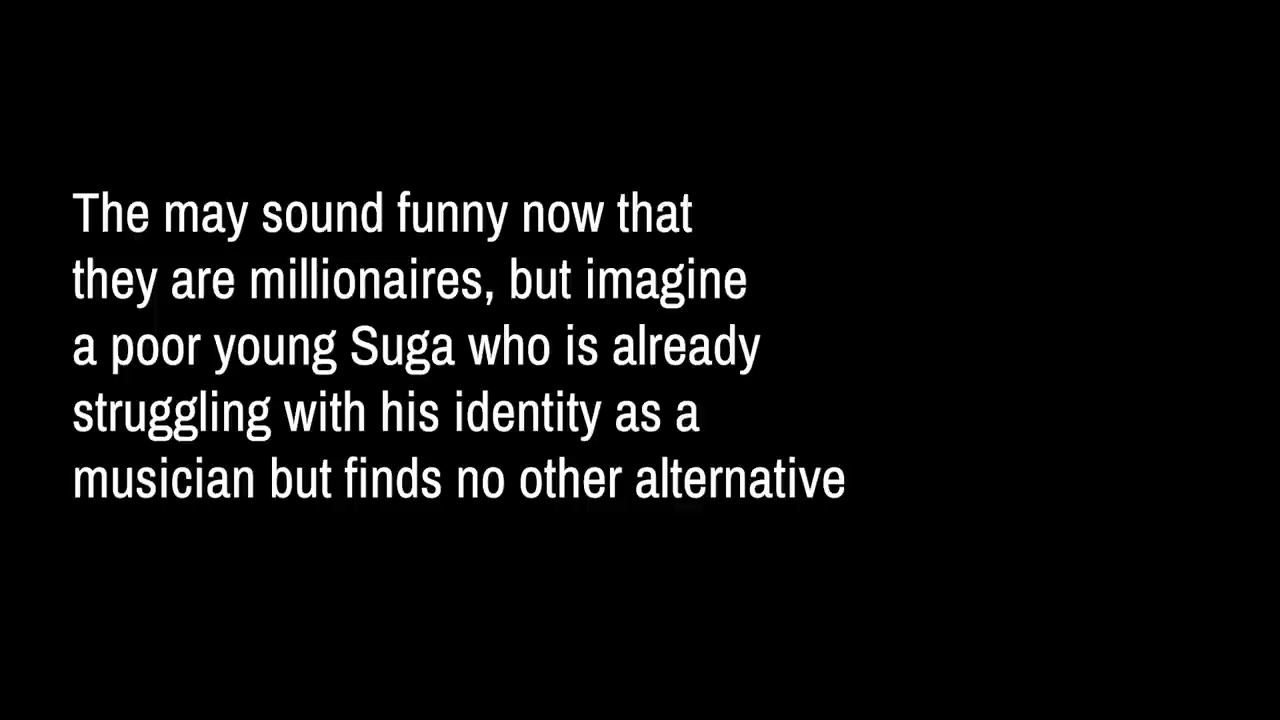 The may sound funny now that
they are millionaires, but imagine
a poor young Suga who is already
struggling with his identity as a
musician but finds no other alternative